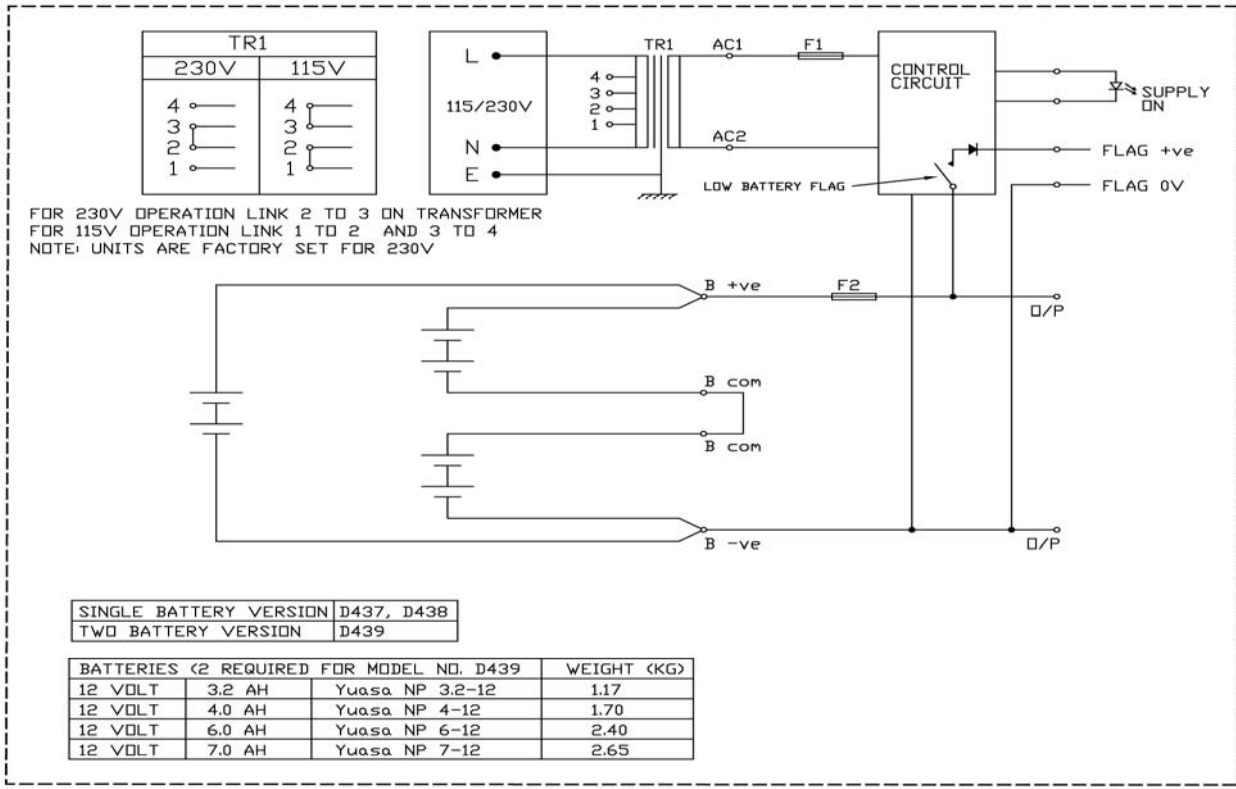 TR1
230V 115V
4 4
3 3
2 2
1 1
FOR 230V OPERATION LINK 2 TO 3 ON TRANSFORMER
FOR 115V OPERATION LINK 1 TO 2 AND 3 TO 4
NOTE: UNITS ARE FACTORY SET FOR 230V
L
115/230V
N
E
TR1
4
3
2
1
AC1
F1
AC2
CONTROL
CIRCUIT
LOW BATTERY FLAG
SUPPLY
ON
FLAG +ve
FLAG 0V
B +ve
F2
O/P
B com
B com
B -ve
O/P
SINGLE BATTERY VERSION D437, D438
TWO BATTERY VERSION D439
BATTERIES (2 REQUIRED FOR MODEL NO. D439 WEIGHT (KG)
12 VOLT 3.2 AH Yuasa NP 3.2-12 1.17
12 VOLT 4.0 AH Yuasa NP 4-12 1.70
12 VOLT 6.0 AH Yuasa NP 6-12 2.40
12 VOLT 7.0 AH Yuasa NP 7-12 2.65